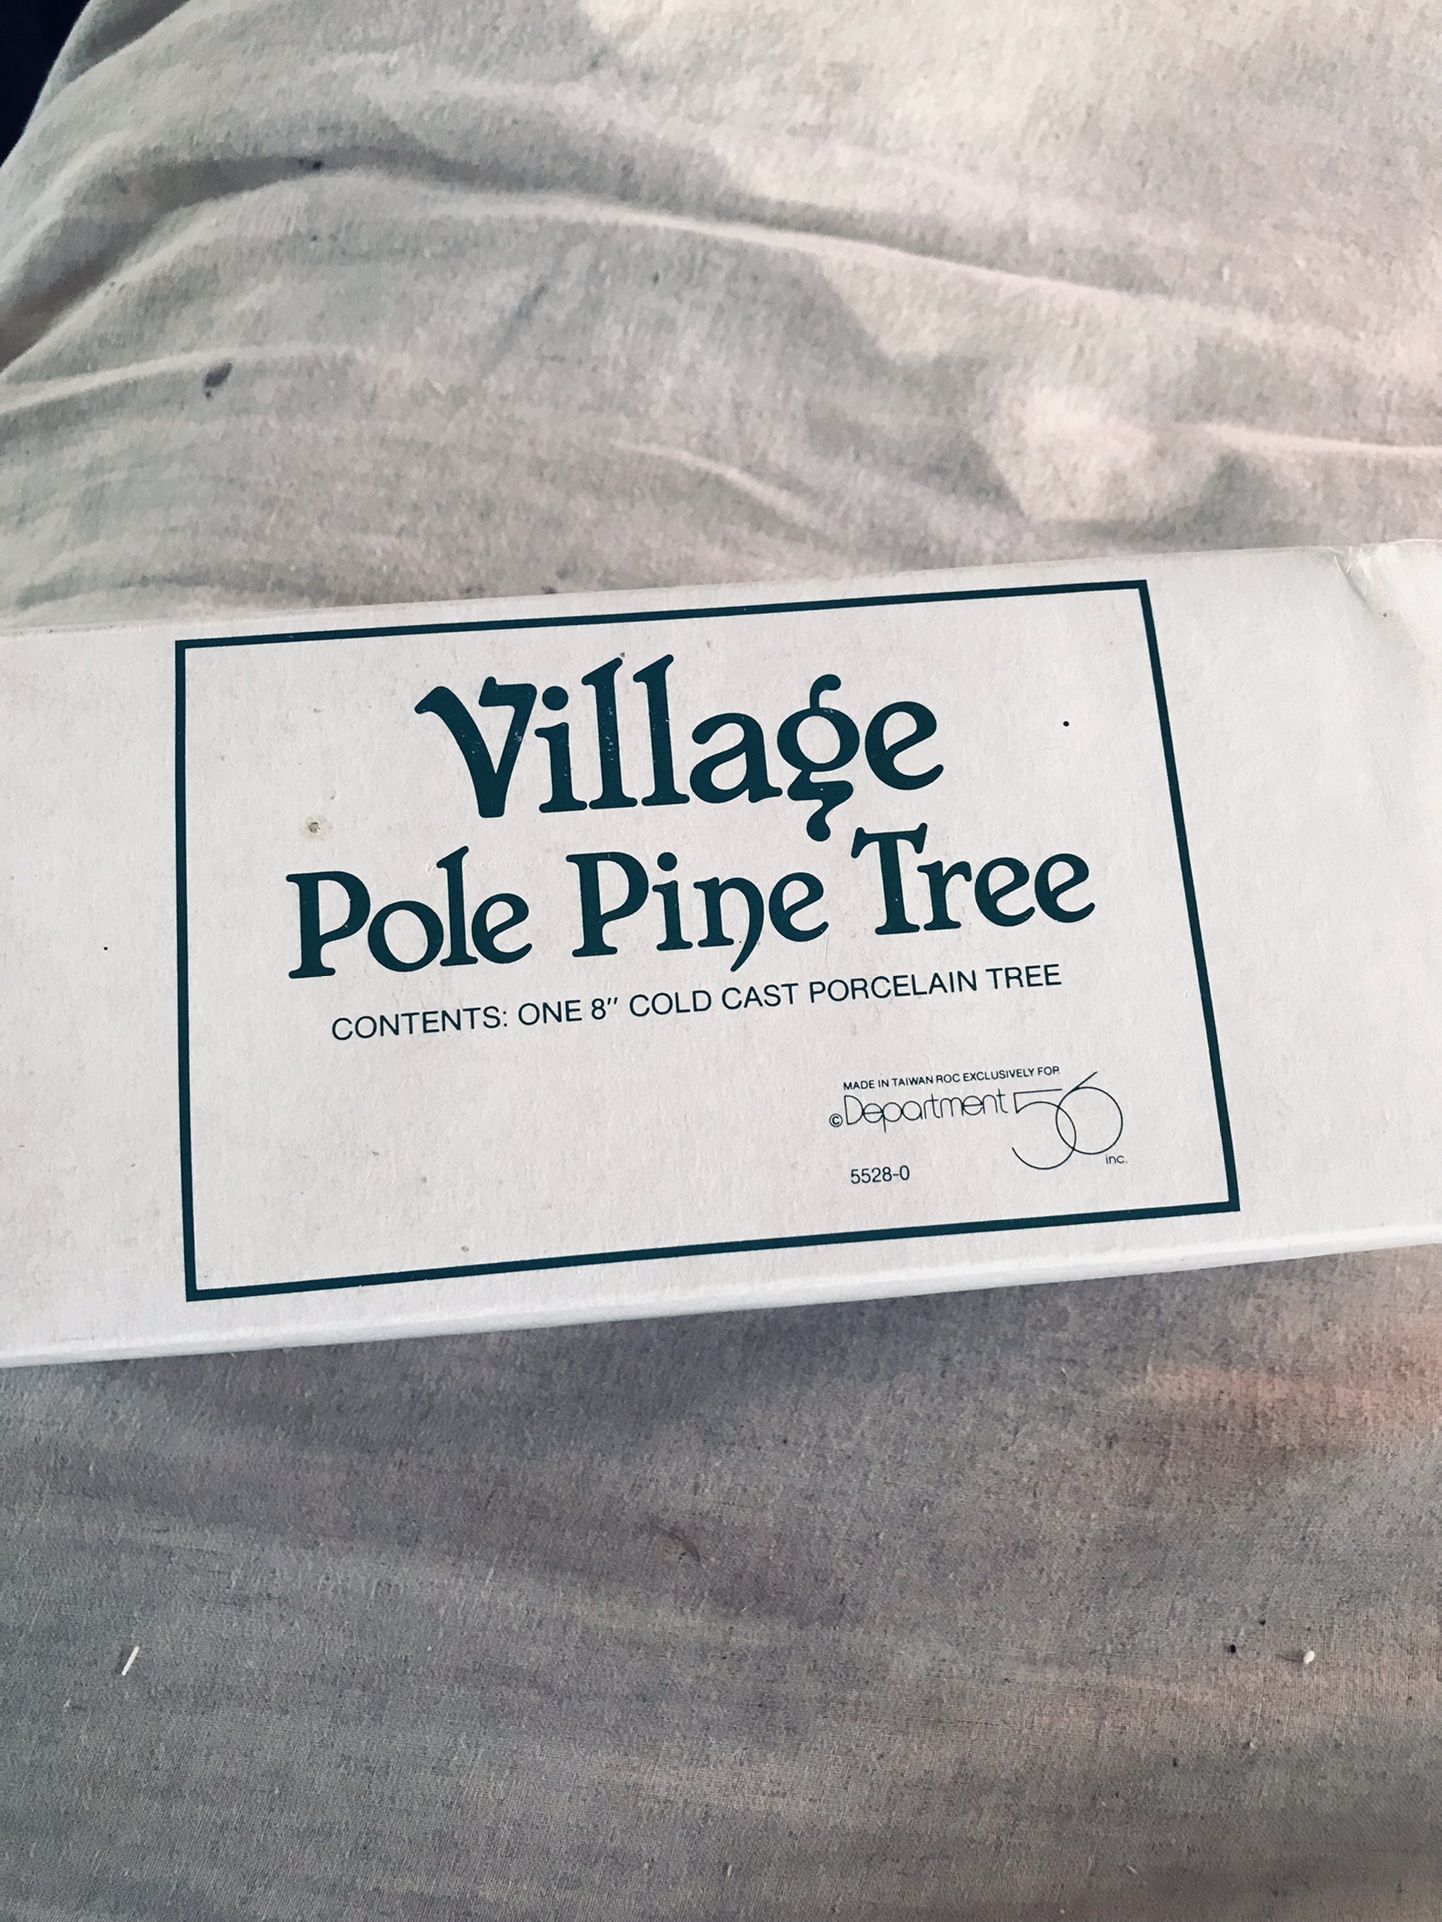 Village
Pole Pine Tree
CONTENTS: ONE 8" COLD CAST PORCELAIN TREE
MADE IN TAIWAN ROC EXCLUSIVELY FOR
©Department 56 inc.
5528-0